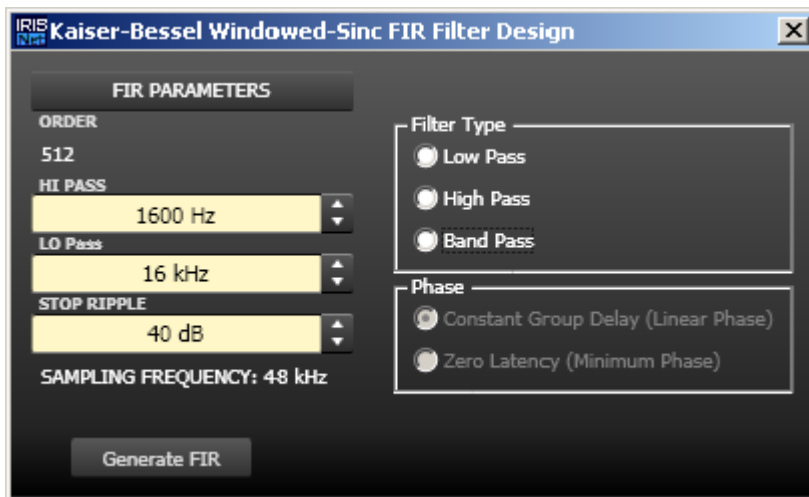 IRIS
Net
Kaiser-Bessel Windowed-Sinc FIR Filter Design
FIR PARAMETERS
ORDER
512
HI PASS
1600 Hz
LO Pass
16 kHz
STOP RIPPLE
40 dB
SAMPLING FREQUENCY: 48 kHz
Generate FIR
Filter Type
Low Pass
High Pass
Band Pass
Phase
Constant Group Delay (Linear Phase)
Zero Latency (Minimum Phase)